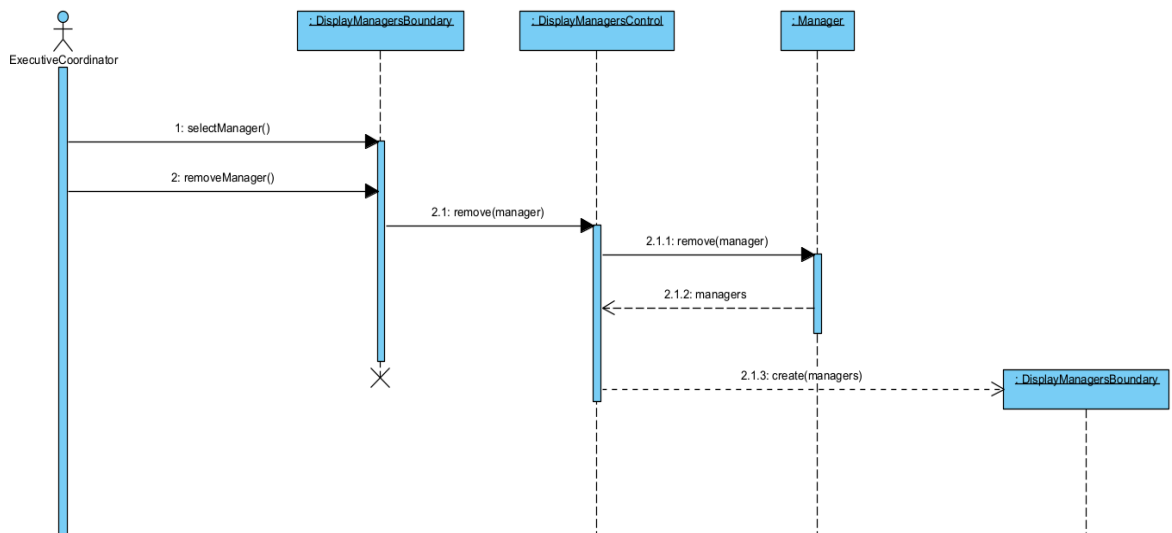 : DisplayManagersBoundary
: DisplayManagersControl
: Manager
ExecutiveCoordinator
1: selectManager()
2: removeManager()
2.1: remove(manager)
2.1.1: remove(manager)
2.1.2: managers
2.1.3: create(managers)
: DisplayManagersBoundary